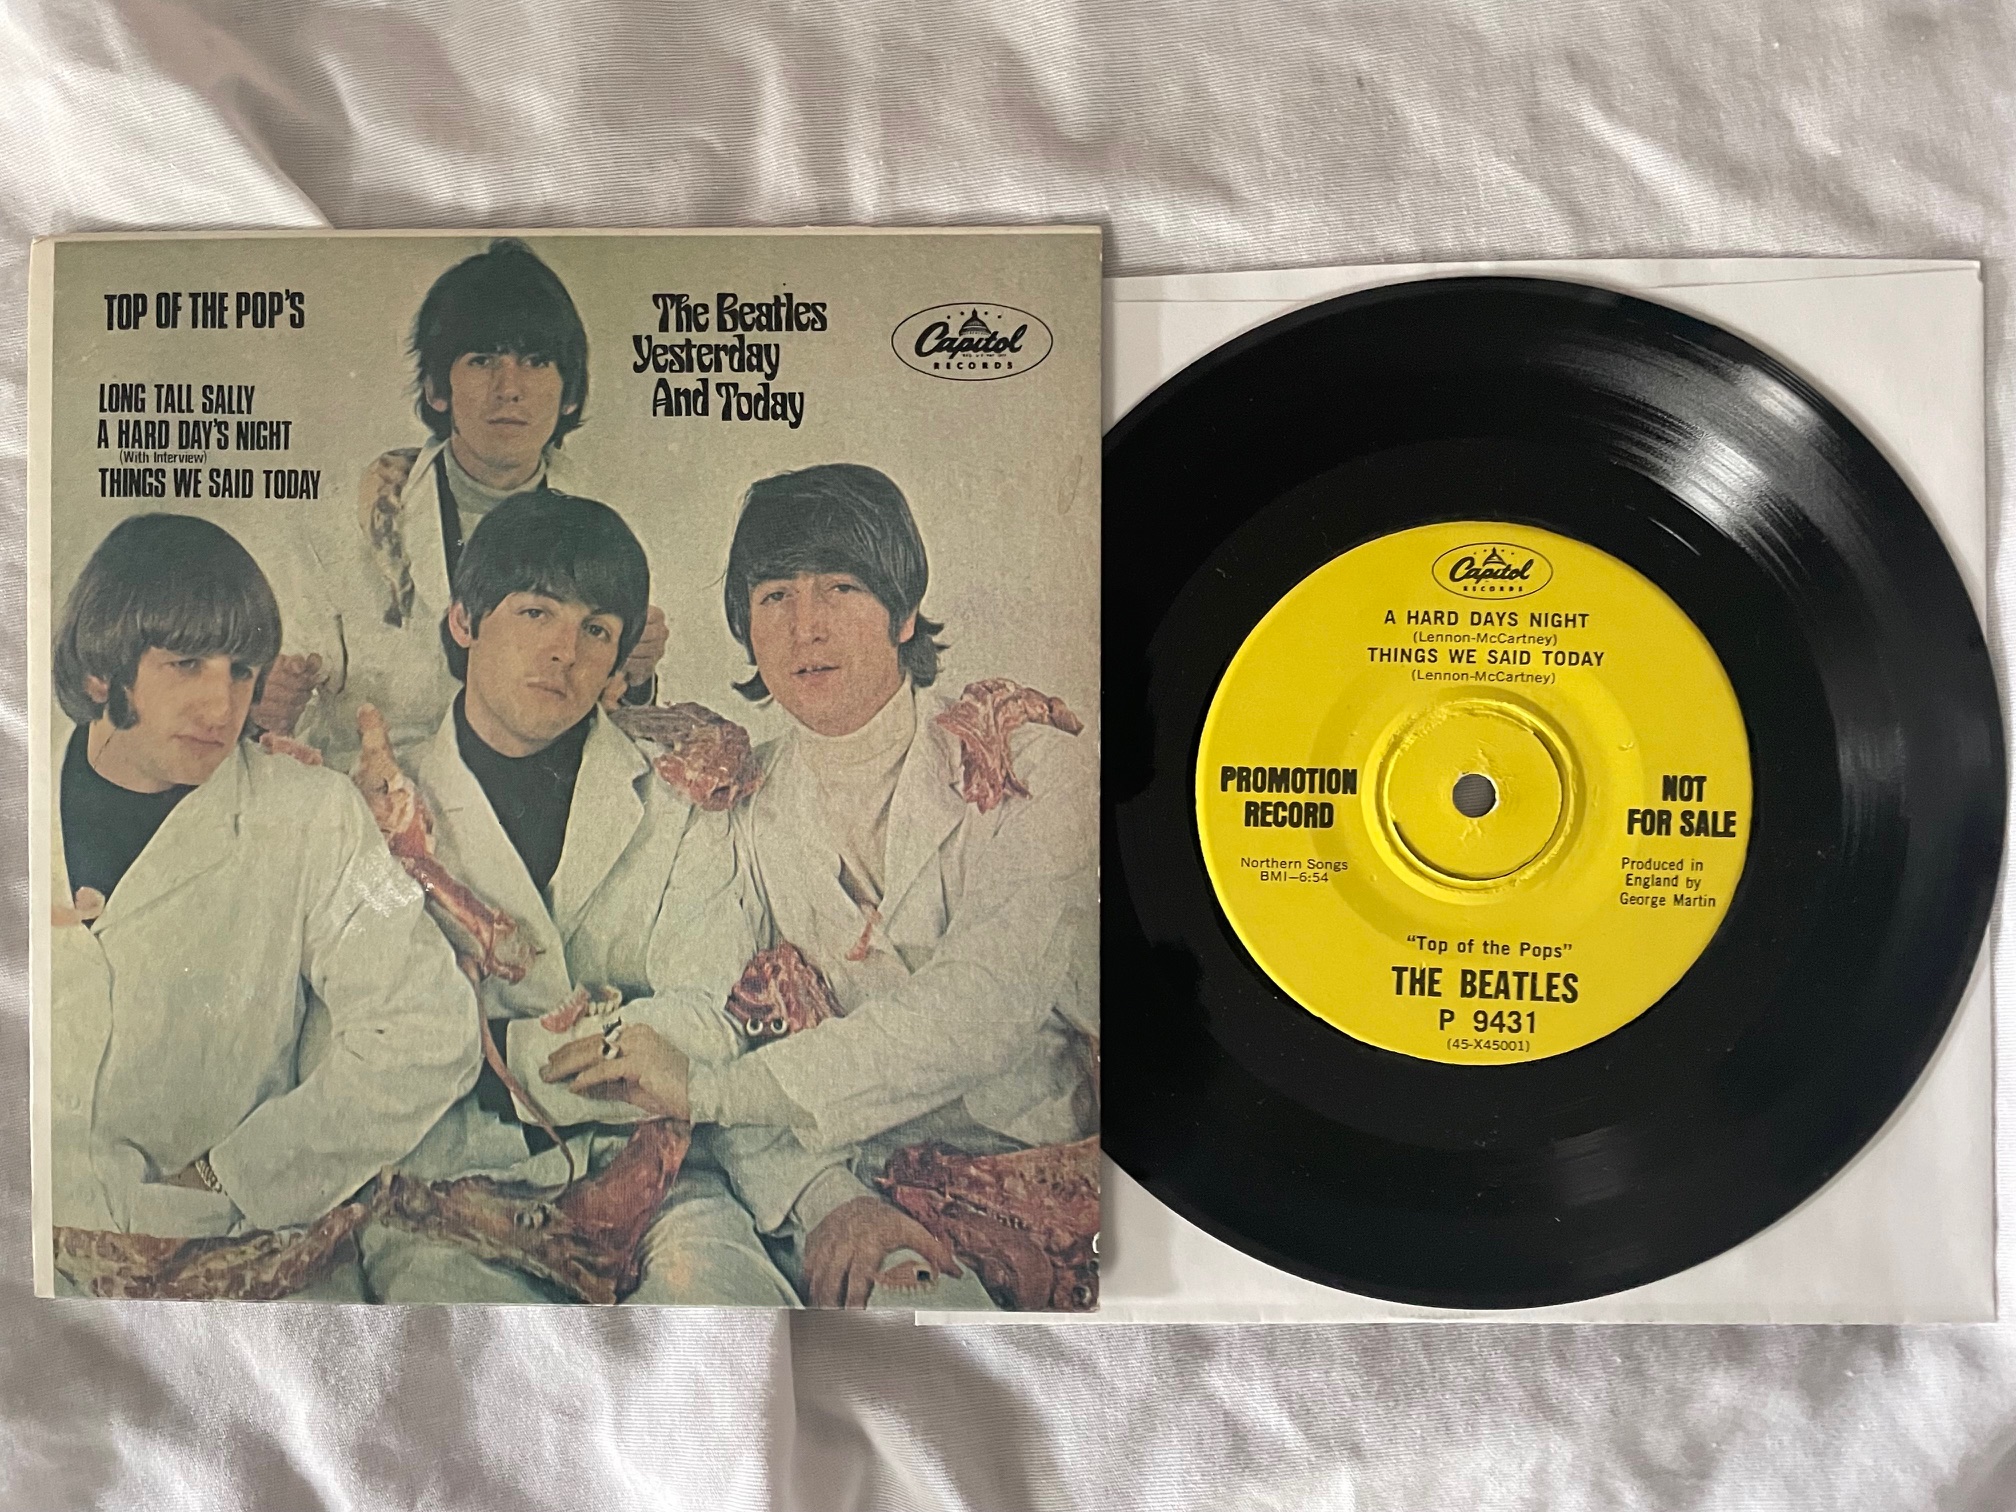 TOP OF THE POP'S
LONG TALL SALLY
A HARD DAY'S NIGHT
(With Interview)
THINGS WE SAID TODAY
The Beatles
Yesterday
And Today
Capitol
RECORDS
Capitol
RECORDS
A HARD DAYS NIGHT
(Lennon-McCartney)
THINGS WE SAID TODAY
(Lennon-McCartney)
PROMOTION
RECORD
Northern Songs
BMI—6:54
NOT
FOR SALE
Produced in
England by
George Martin
"Top of the Pops"
THE BEATLES
P 9431
(45-X45001)